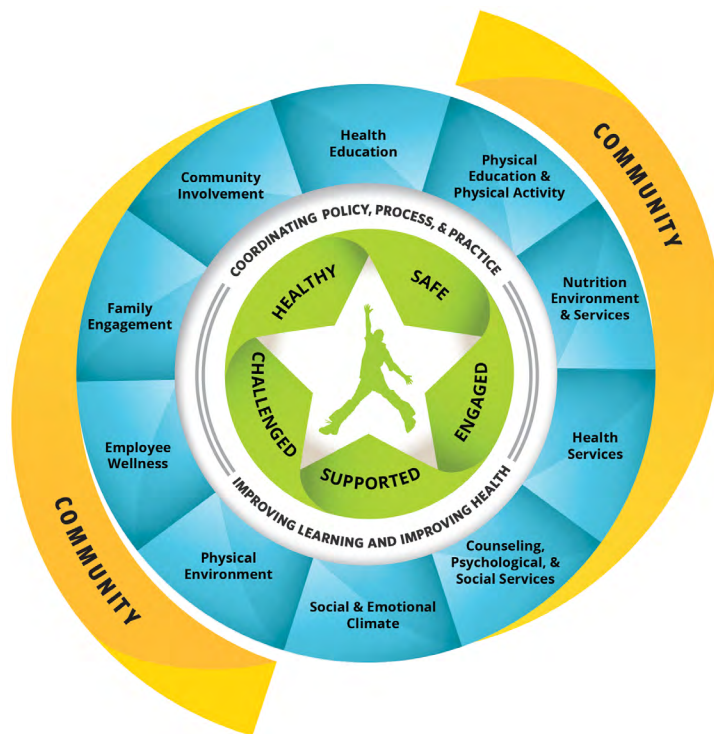 COMMUNITY
Health
Education
Physical
Education &
Physical Activity
Nutrition
Environment
& Services
Health
Services
Counseling,
Psychological, &
Social Services
Social & Emotional
Climate
Physical
Environment
Employee
Wellness
Family
Engagement
Community
Involvement
COORDINATING POLICY, PROCESS, & PRACTICE
IMPROVING LEARNING AND IMPROVING HEALTH
HEALTHY
SAFE
ENGAGED
SUPPORTED
CHALLENGED
COMMUNITY